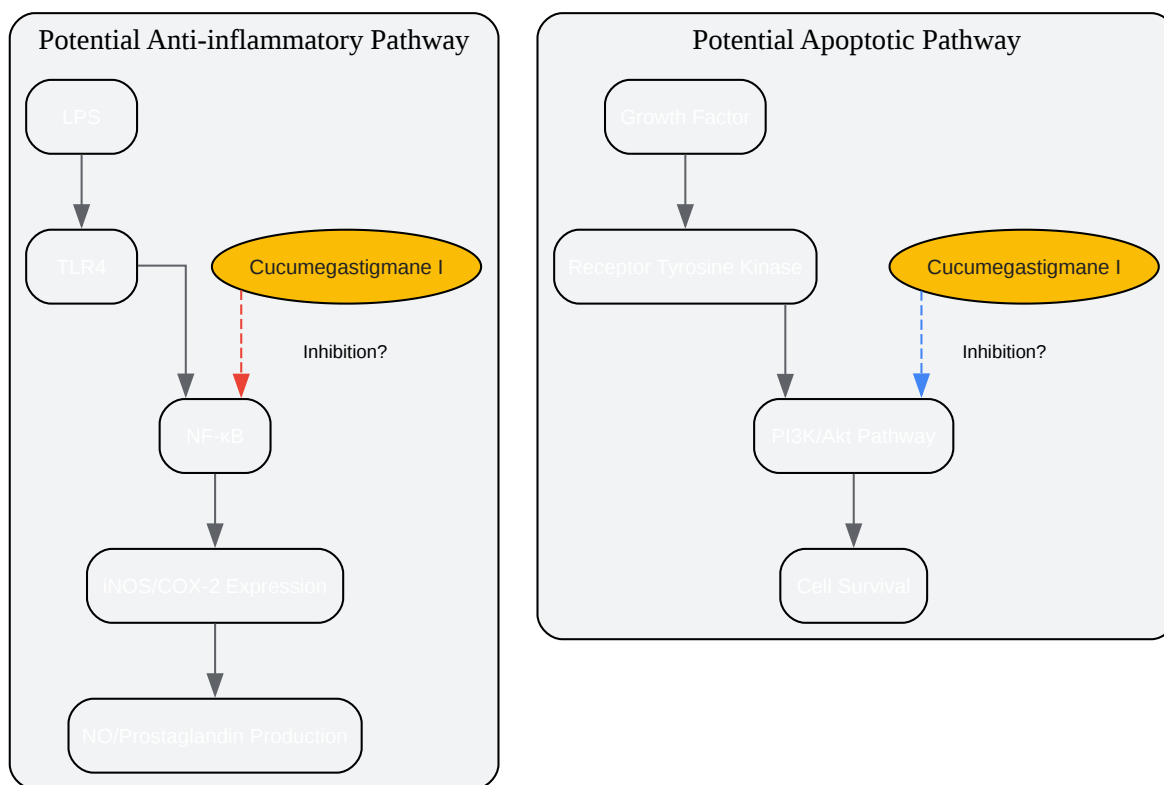 Potential Anti-inflammatory Pathway
LPS
TLR4
Cucumegastigmane I
Inhibition?
NF-κB
iNOS/COX-2 Expression
NO/Prostaglandin Production
Potential Apoptotic Pathway
Growth Factor
Receptor Tyrosine Kinase
Cucumegastigmane I
Inhibition?
PI3K/Akt Pathway
Cell Survival